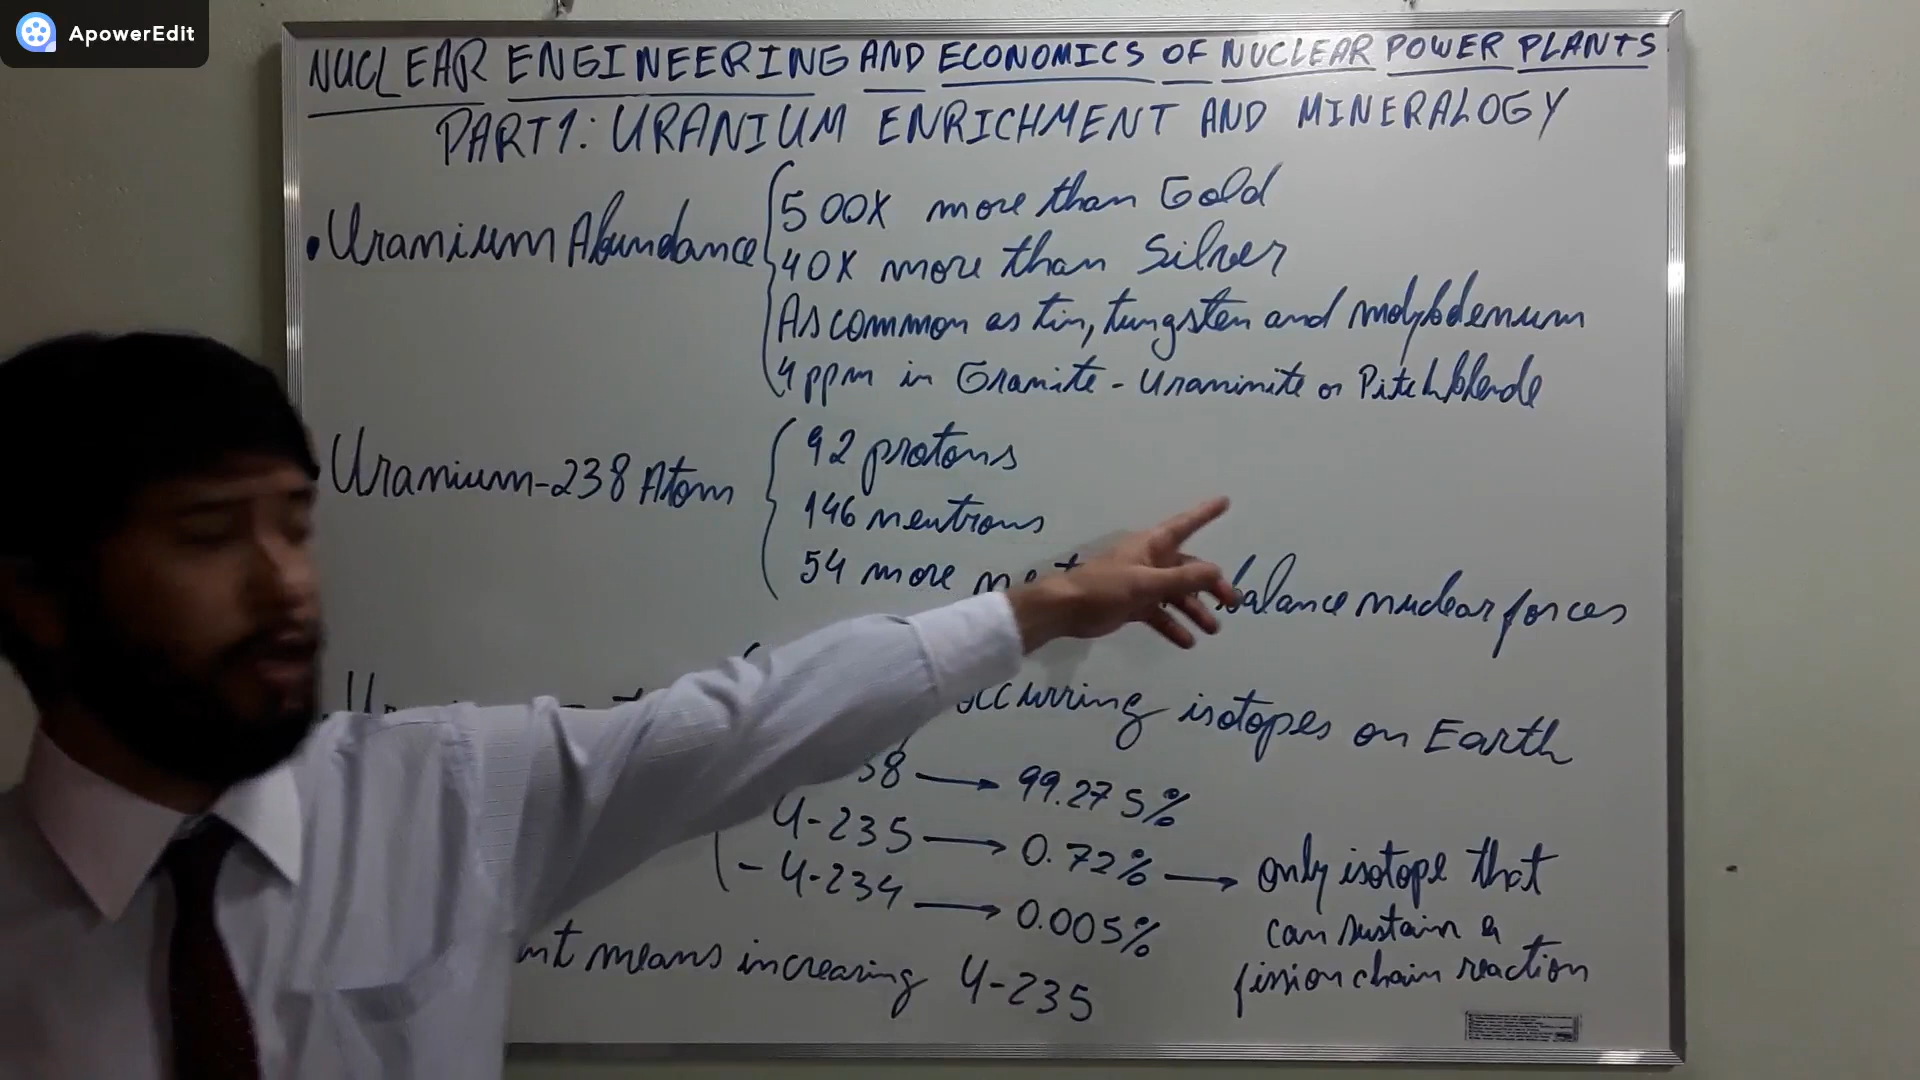 ApowerEdit
NUCLEAR ENGINEERING AND ECONOMICS OF NUCLEAR POWER PLANTS
PART 1: URANIUM ENRICHMENT AND MINERALOGY
• Uranium Abundance
500X more than Gold
40X more than Silver
As common as tin, tungsten and molybdenum
4 ppm in Granite - Uraninite or Pitchblende
Uranium-238 Atom
92 protons
146 neutrons
54 more balance nuclear forces
occurring isotopes on Earth
38 → 99.275%
U-235 → 0.72% → only isotope that can sustain a fission chain reaction
- U-234 → 0.005%
means increasing U-235